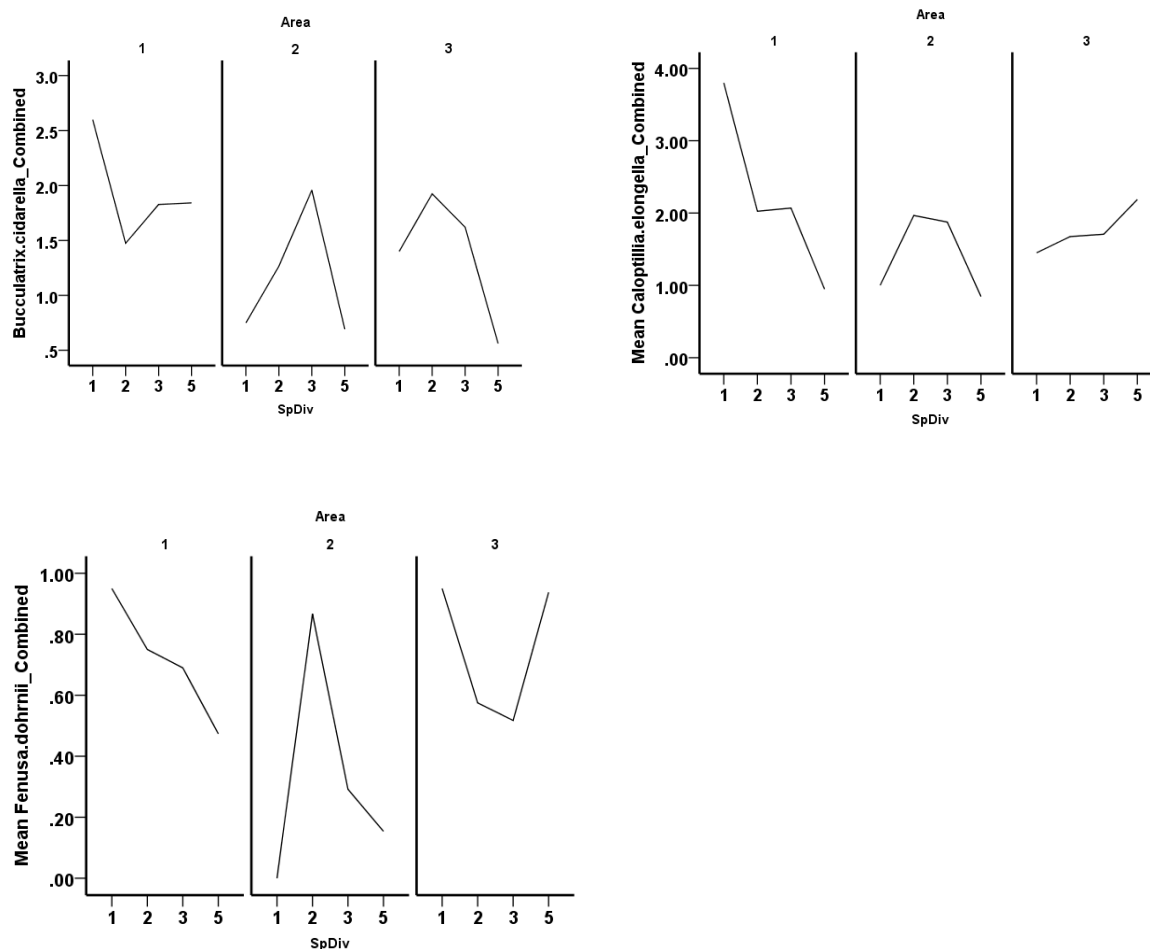 Area
1 2 3
Bucculatrix.cidarella_Combined
3.0
2.5
2.0
1.5
1.0
.5
1 2 3 5 1 2 3 5 1 2 3 5
SpDiv
Area
1 2 3
Mean Caloptillia.elongella_Combined
4.00
3.00
2.00
1.00
.00
1 2 3 5 1 2 3 5 1 2 3 5
SpDiv
Area
1 2 3
Mean Fenusa.dohrnii_Combined
1.00
.80
.60
.40
.20
.00
1 2 3 5 1 2 3 5 1 2 3 5
SpDiv